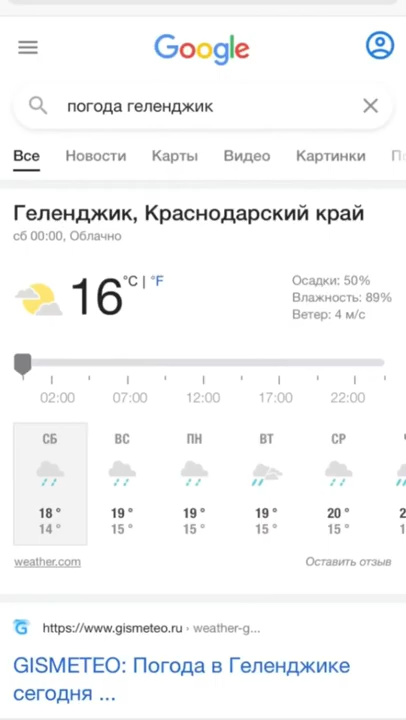 Google
погода геленджик
Все Новости Карты Видео Картинки
Геленджик, Краснодарский край
сб 00:00, Облачно
16 °C | °F
Осадки: 50%
Влажность: 89%
Ветер: 4 м/с
02:00 07:00 12:00 17:00 22:00
СБ ВС ПН ВТ СР
18° 19° 19° 19° 20°
14° 15° 15° 15° 15°
weather.com Оставить отзыв
https://www.gismeteo.ru › weather-g...
GISMETEO: Погода в Геленджике
сегодня ...